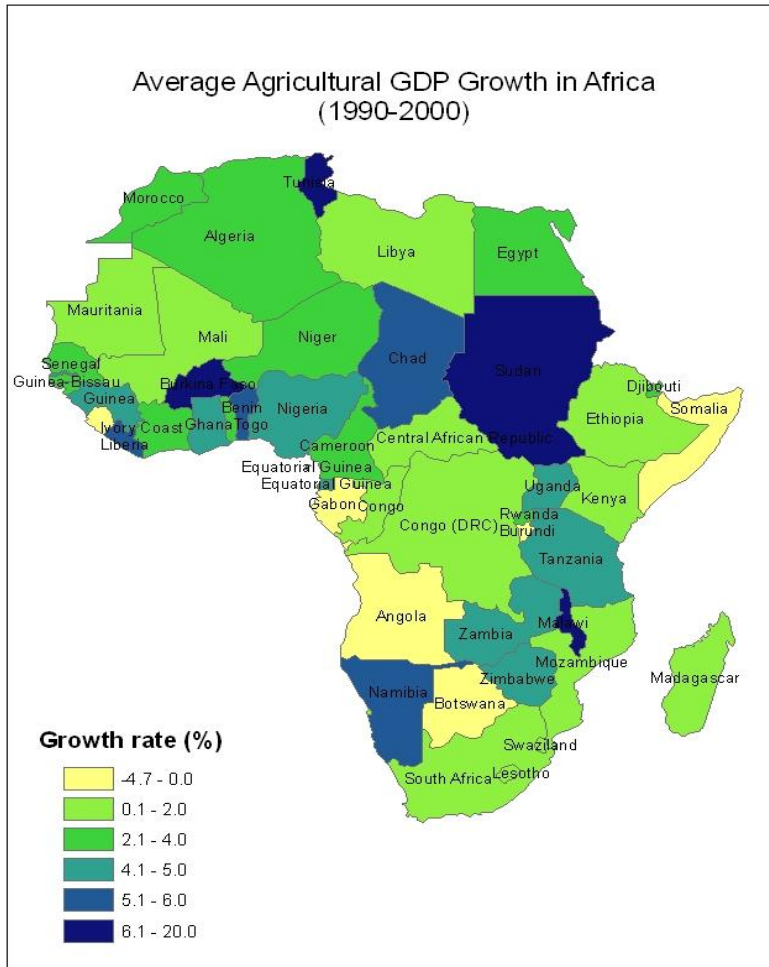 Average Agricultural GDP Growth in Africa
(1990-2000)
Tunisia
Morocco
Algeria
Libya
Egypt
Mauritania
Mali
Niger
Chad
Sudan
Senegal
Guinea-Bissau
Guinea
Burkina Faso
Benin
Nigeria
Djibouti
Somalia
Ethiopia
Ivory Coast
Ghana
Togo
Liberia
Cameroon
Central African Republic
Equatorial Guinea
Equatorial Guinea
Gabon
Congo
Congo (DRC)
Uganda
Kenya
Rwanda
Burundi
Tanzania
Angola
Zambia
Malawi
Mozambique
Zimbabwe
Madagascar
Namibia
Botswana
Swaziland
South Africa
Lesotho
Growth rate (%)
-4.7 - 0.0
0.1 - 2.0
2.1 - 4.0
4.1 - 5.0
5.1 - 6.0
6.1 - 20.0